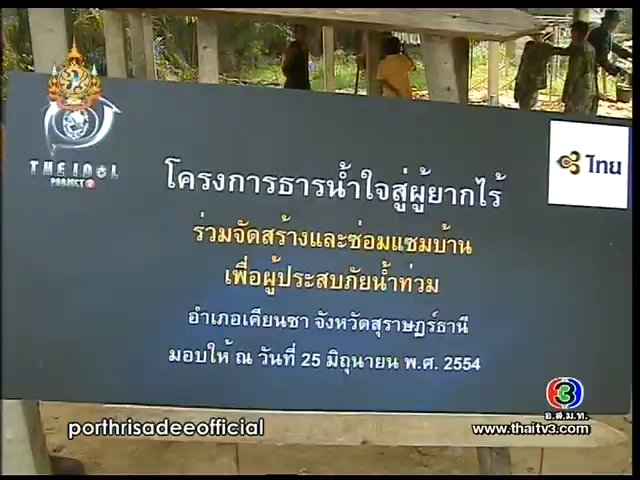 THE IDOL
PROJECT 2
ไทย
โครงการธารน้ำใจสู่ผู้ยากไร้
ร่วมจัดสร้างและซ่อมแซมบ้าน
เพื่อผู้ประสบภัยน้ำท่วม
อำเภอเคียนซา จังหวัดสุราษฎร์ธานี
มอบให้ ณ วันที่ 25 มิถุนายน พ.ศ. 2554
3
อ.ส.ม.ท.
porthrisadeeofficial
www.thaitv3.com